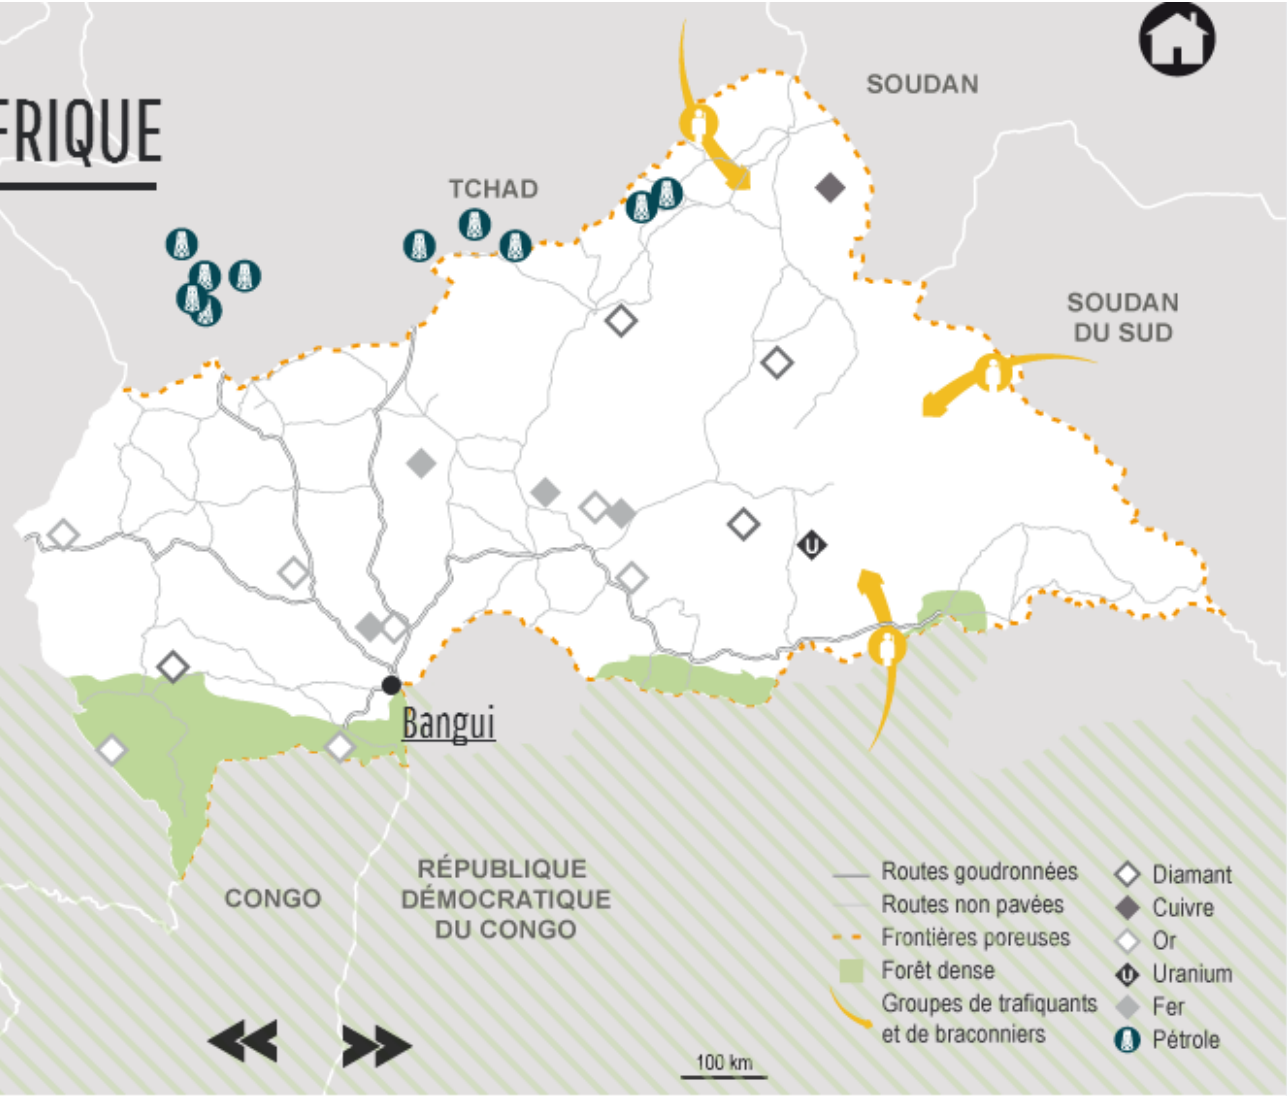 FRIQUE
SOUDAN
TCHAD
SOUDAN
DU SUD
Bangui
CONGO
RÉPUBLIQUE
DÉMOCRATIQUE
DU CONGO
U
Routes goudronnées
Routes non pavées
Frontières poreuses
Forêt dense
Groupes de trafiquants
et de braconniers
Diamant
Cuivre
Or
U Uranium
Fer
Pétrole
100 km